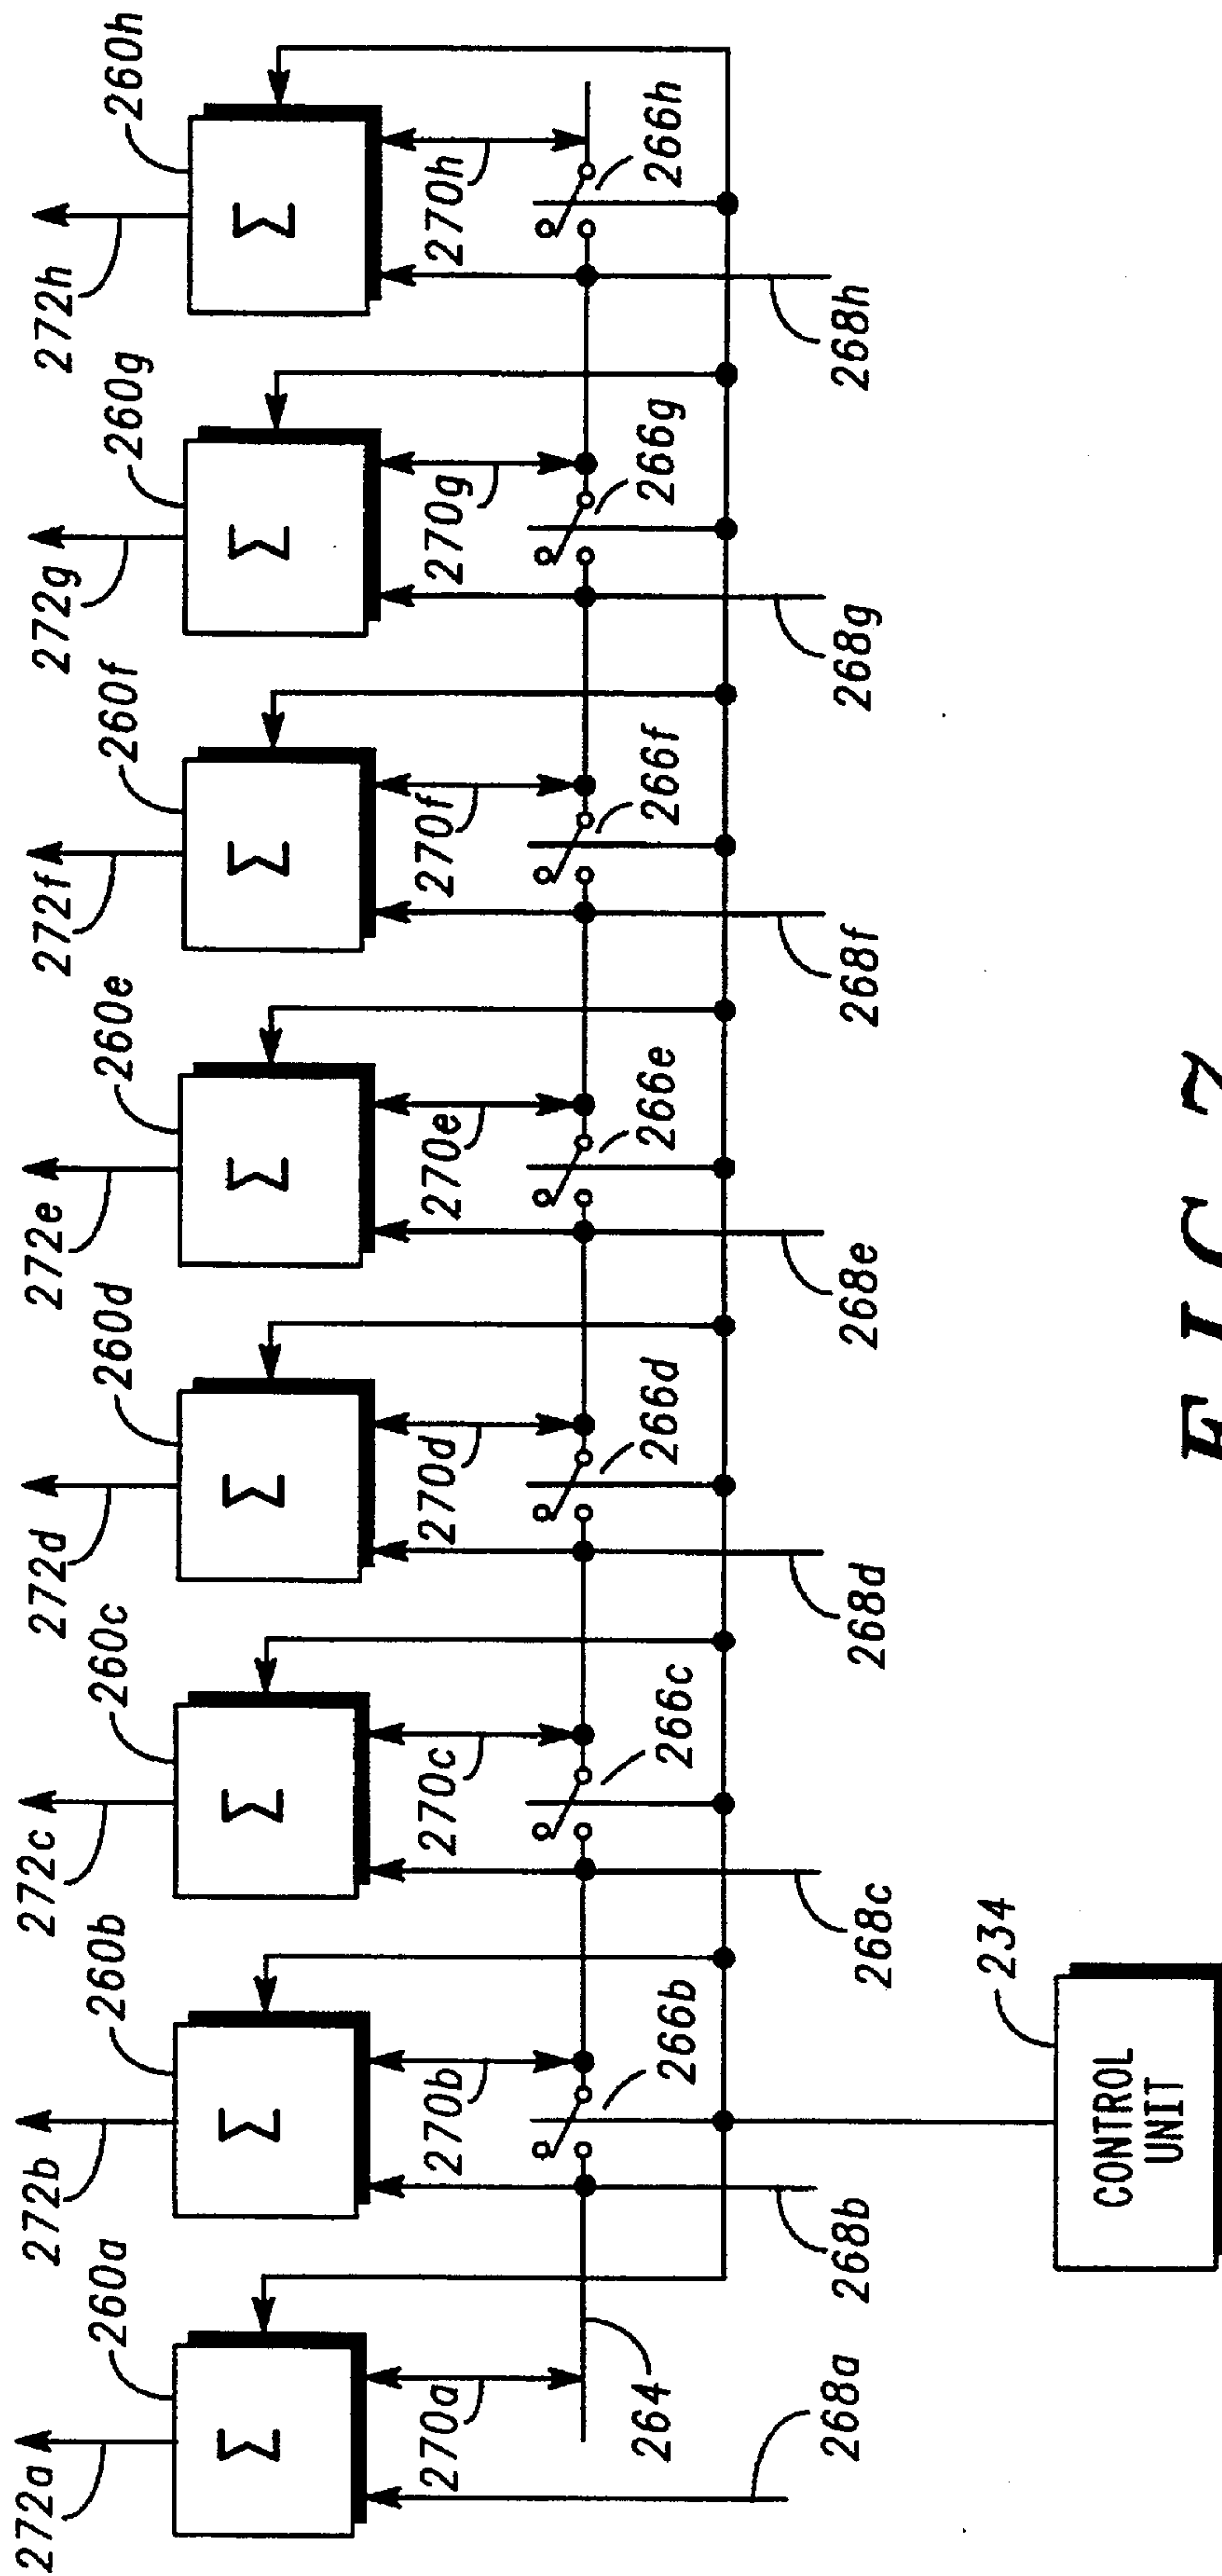 272a
272b
272c
272d
272e
272f
272g
272h
260a
260b
260c
260d
260e
260f
260g
260h
Σ
Σ
Σ
Σ
Σ
Σ
Σ
Σ
270a
270b
270c
270d
270e
270f
270g
270h
264
266b
266c
266d
266e
266f
266g
266h
268a
268b
268c
268d
268e
268f
268g
268h
234
CONTROL
UNIT